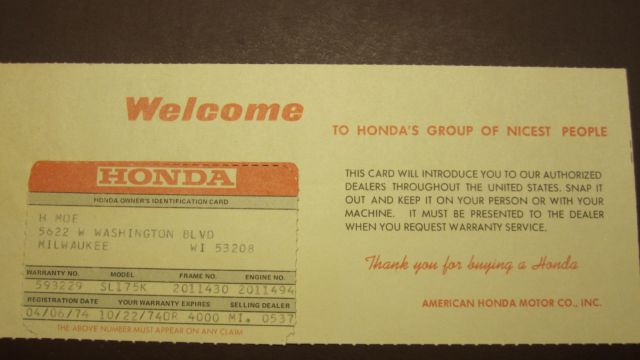 Welcome
TO HONDA'S GROUP OF NICEST PEOPLE
HONDA
HONDA OWNER'S IDENTIFICATION CARD
H MOE
5622 W WASHINGTON BLVD
MILWAUKEE WI 53208
WARRANTY NO. MODEL FRAME NO. ENGINE NO.
593229 SL175K 2011430 2011494
REGISTRATION DATE YOUR WARRANTY EXPIRES SELLING DEALER
04/06/74 10/22/74OR 4000 MI. 0537
THE ABOVE NUMBER MUST APPEAR ON ANY CLAIM
THIS CARD WILL INTRODUCE YOU TO OUR AUTHORIZED
DEALERS THROUGHOUT THE UNITED STATES. SNAP IT
OUT AND KEEP IT ON YOUR PERSON OR WITH YOUR
MACHINE. IT MUST BE PRESENTED TO THE DEALER
WHEN YOU REQUEST WARRANTY SERVICE.
Thank you for buying a Honda
AMERICAN HONDA MOTOR CO., INC.